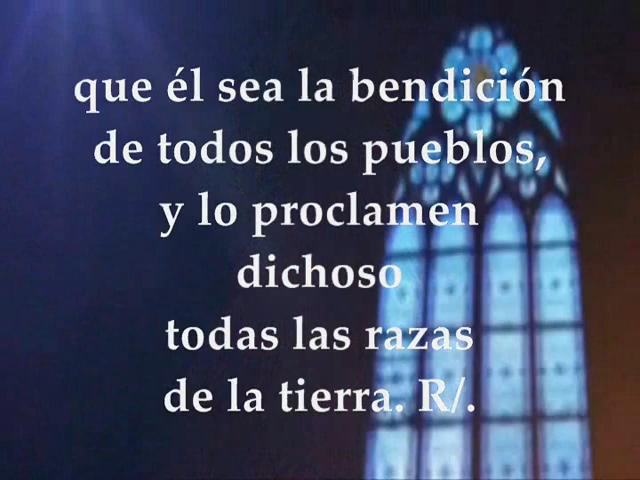 que él sea la bendición
de todos los pueblos,
y lo proclamen
dichoso
todas las razas
de la tierra. R/.